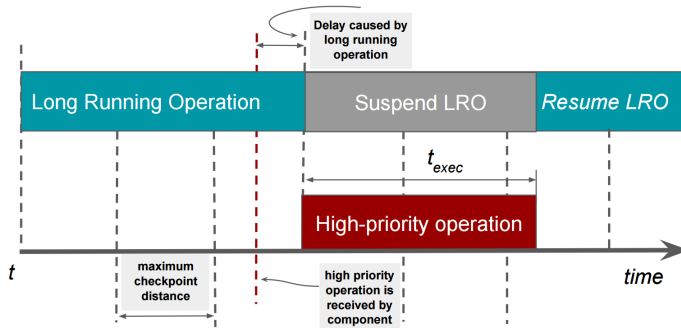 Delay caused by
long running
operation
Long Running Operation
Suspend LRO
Resume LRO
t_exec
High-priority operation
t
time
maximum
checkpoint
distance
high priority
operation is
received by
component